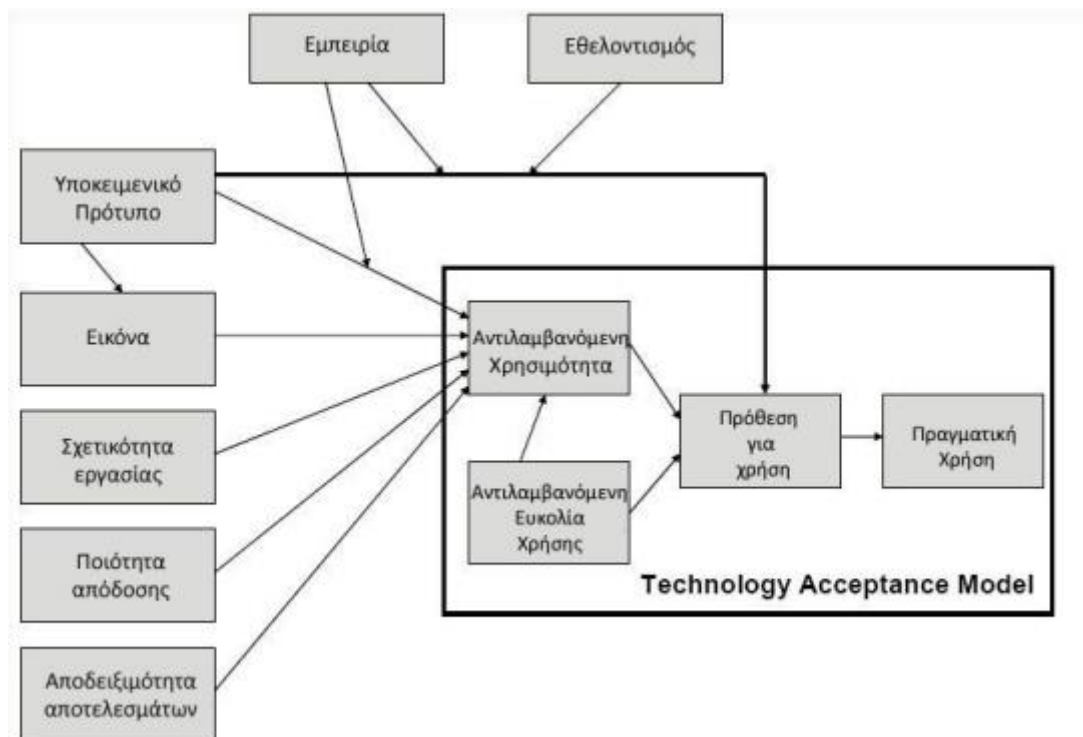 Εμπειρία
Εθελοντισμός
Υποκειμενικό
Πρότυπο
Εικόνα
Αντιλαμβανόμενη
Χρησιμότητα
Σχετικότητα
εργασίας
Πρόθεση
για
χρήση
Πραγματική
Χρήση
Αντιλαμβανόμενη
Ευκολία
Χρήσης
Ποιότητα
απόδοσης
Technology Acceptance Model
Αποδειξιμότητα
αποτελεσμάτων